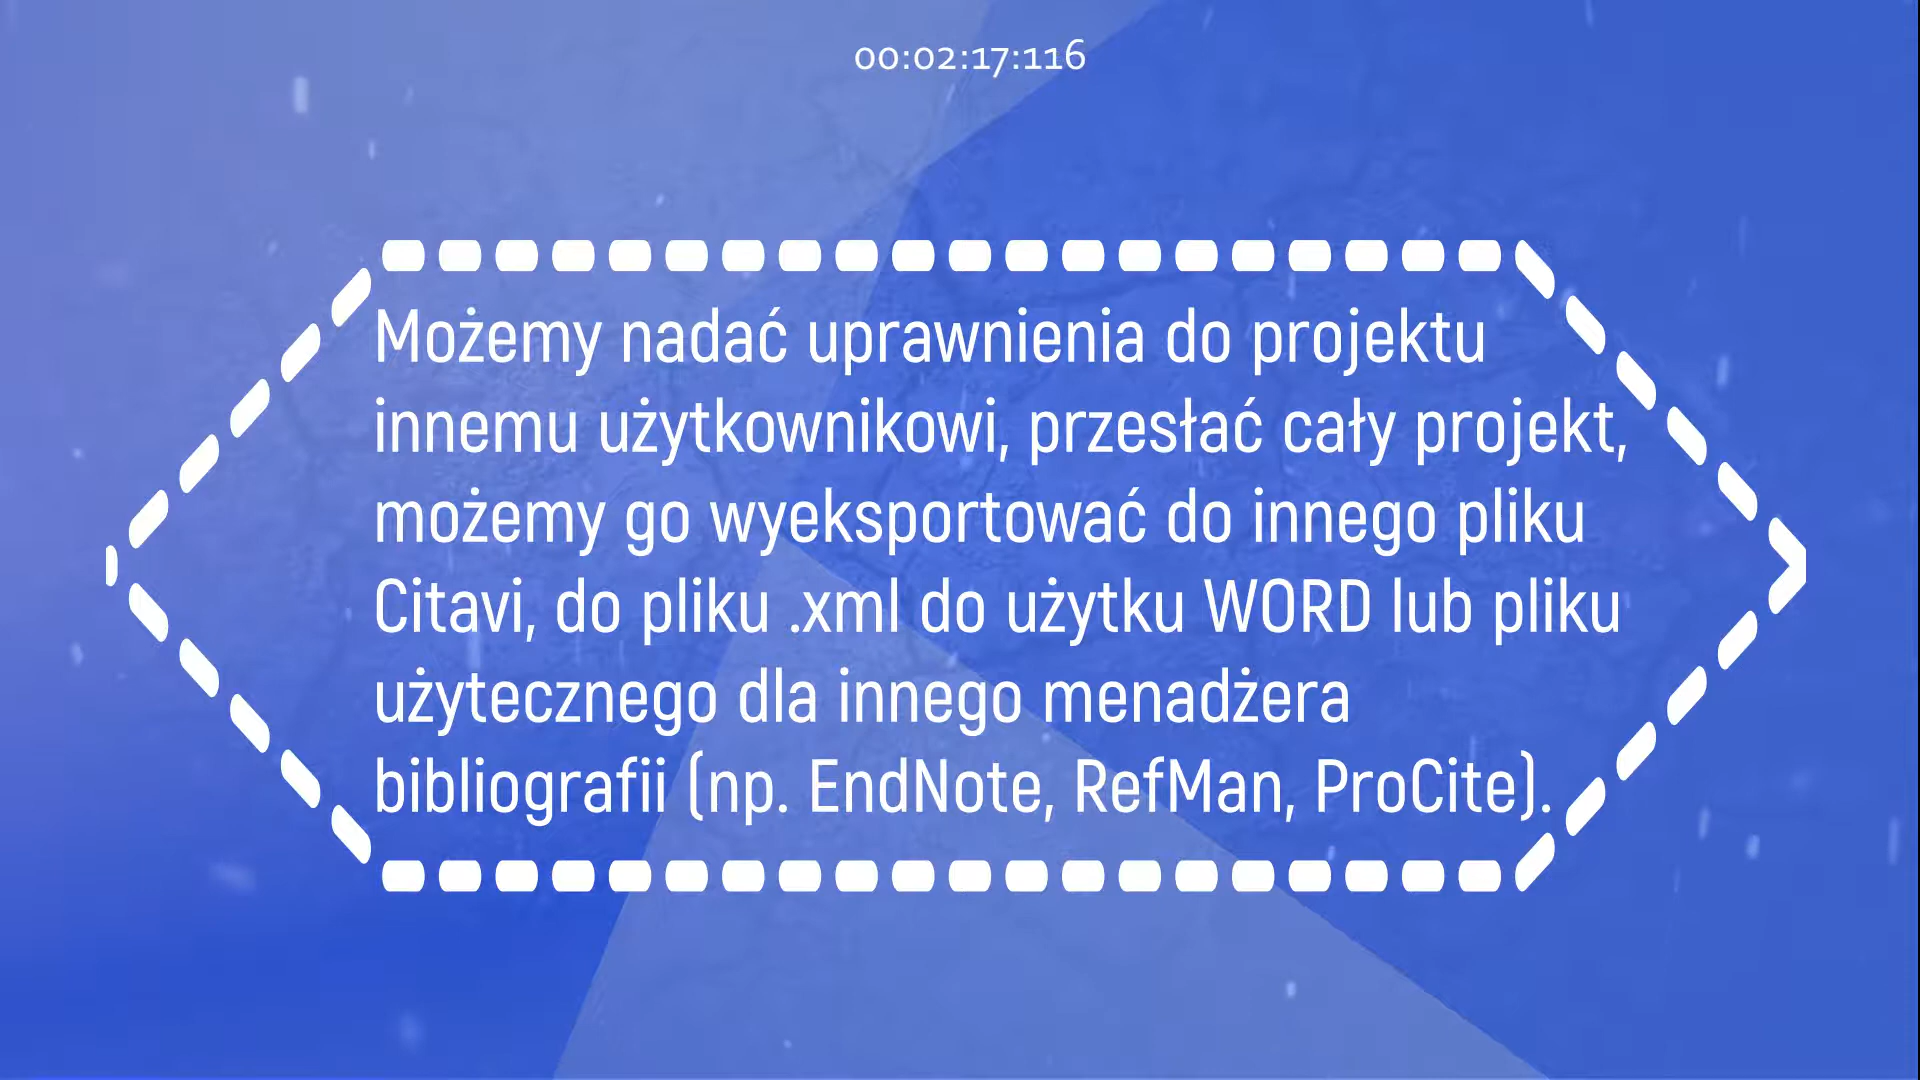 00:02:17:116
Możemy nadać uprawnienia do projektu
innemu użytkownikowi, przesłać cały projekt,
możemy go wyeksportować do innego pliku
Citavi, do pliku .xml do użytku WORD lub pliku
użytecznego dla innego menadżera
bibliografii (np. EndNote, RefMan, ProCite).